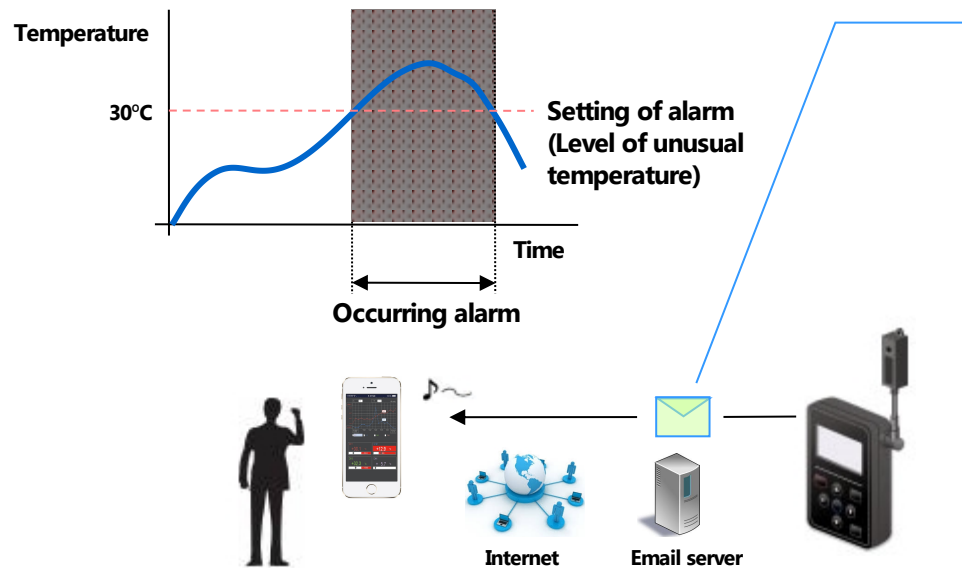 Temperature
30°C
Setting of alarm
(Level of unusual
temperature)
Time
Occurring alarm
Internet
Email server